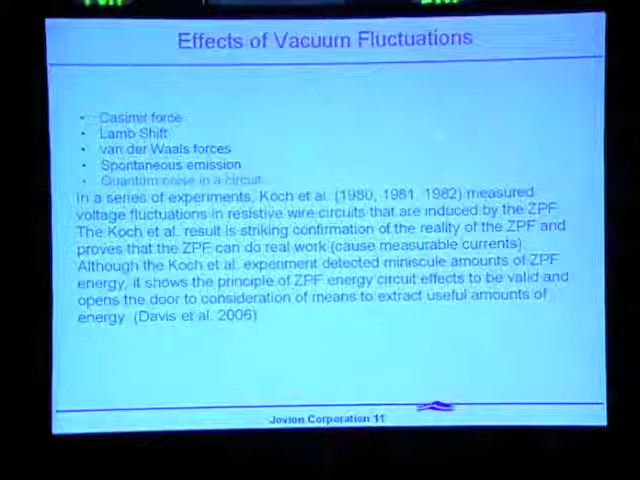 Effects of Vacuum Fluctuations
• Casimir force
• Lamb Shift
• van der Waals forces
• Spontaneous emission
• Quantum noise in a circuit
In a series of experiments, Koch et al. (1980, 1981, 1982) measured
voltage fluctuations in resistive wire circuits that are induced by the ZPF.
The Koch et al. result is striking confirmation of the reality of the ZPF and
proves that the ZPF can do real work (cause measurable currents).
Although the Koch et al. experiment detected miniscule amounts of ZPF
energy, it shows the principle of ZPF energy circuit effects to be valid and
opens the door to consideration of means to extract useful amounts of
energy. (Davis et al. 2006)
Jovion Corporation 11